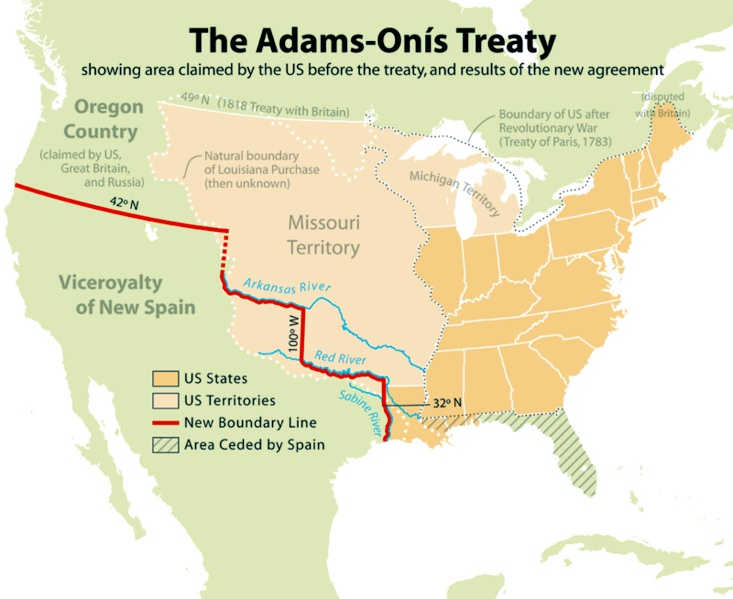 The Adams-Onís Treaty
showing area claimed by the US before the treaty, and results of the new agreement
49º N (1818 Treaty with Britain)
(disputed
with Britain)
Oregon
Country
(claimed by US,
Great Britain,
and Russia)
Boundary of US after
Revolutionary War
(Treaty of Paris, 1783)
Natural boundary
of Louisiana Purchase
(then unknown)
Michigan Territory
42º N
Missouri
Territory
Viceroyalty
of New Spain
Arkansas River
100º W
Red River
Sabine River
32º N
US States
US Territories
New Boundary Line
Area Ceded by Spain